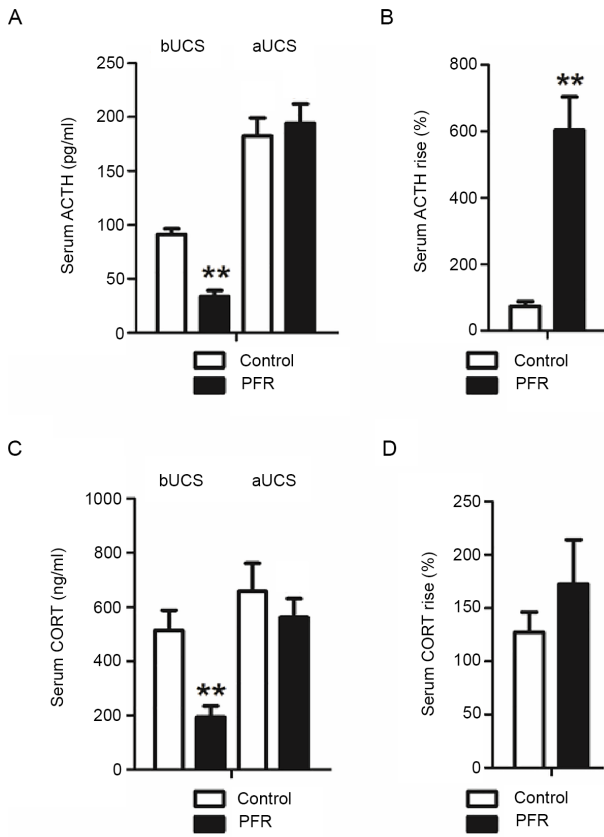 A
bUCS aUCS
Serum ACTH (pg/ml)
250
200
150
100
50
0
**
Control
PFR
B
Serum ACTH rise (%)
800
600
400
200
0
**
Control
PFR
C
bUCS aUCS
Serum CORT (ng/ml)
1000
800
600
400
200
0
**
Control
PFR
D
Serum CORT rise (%)
250
200
150
100
50
0
Control
PFR